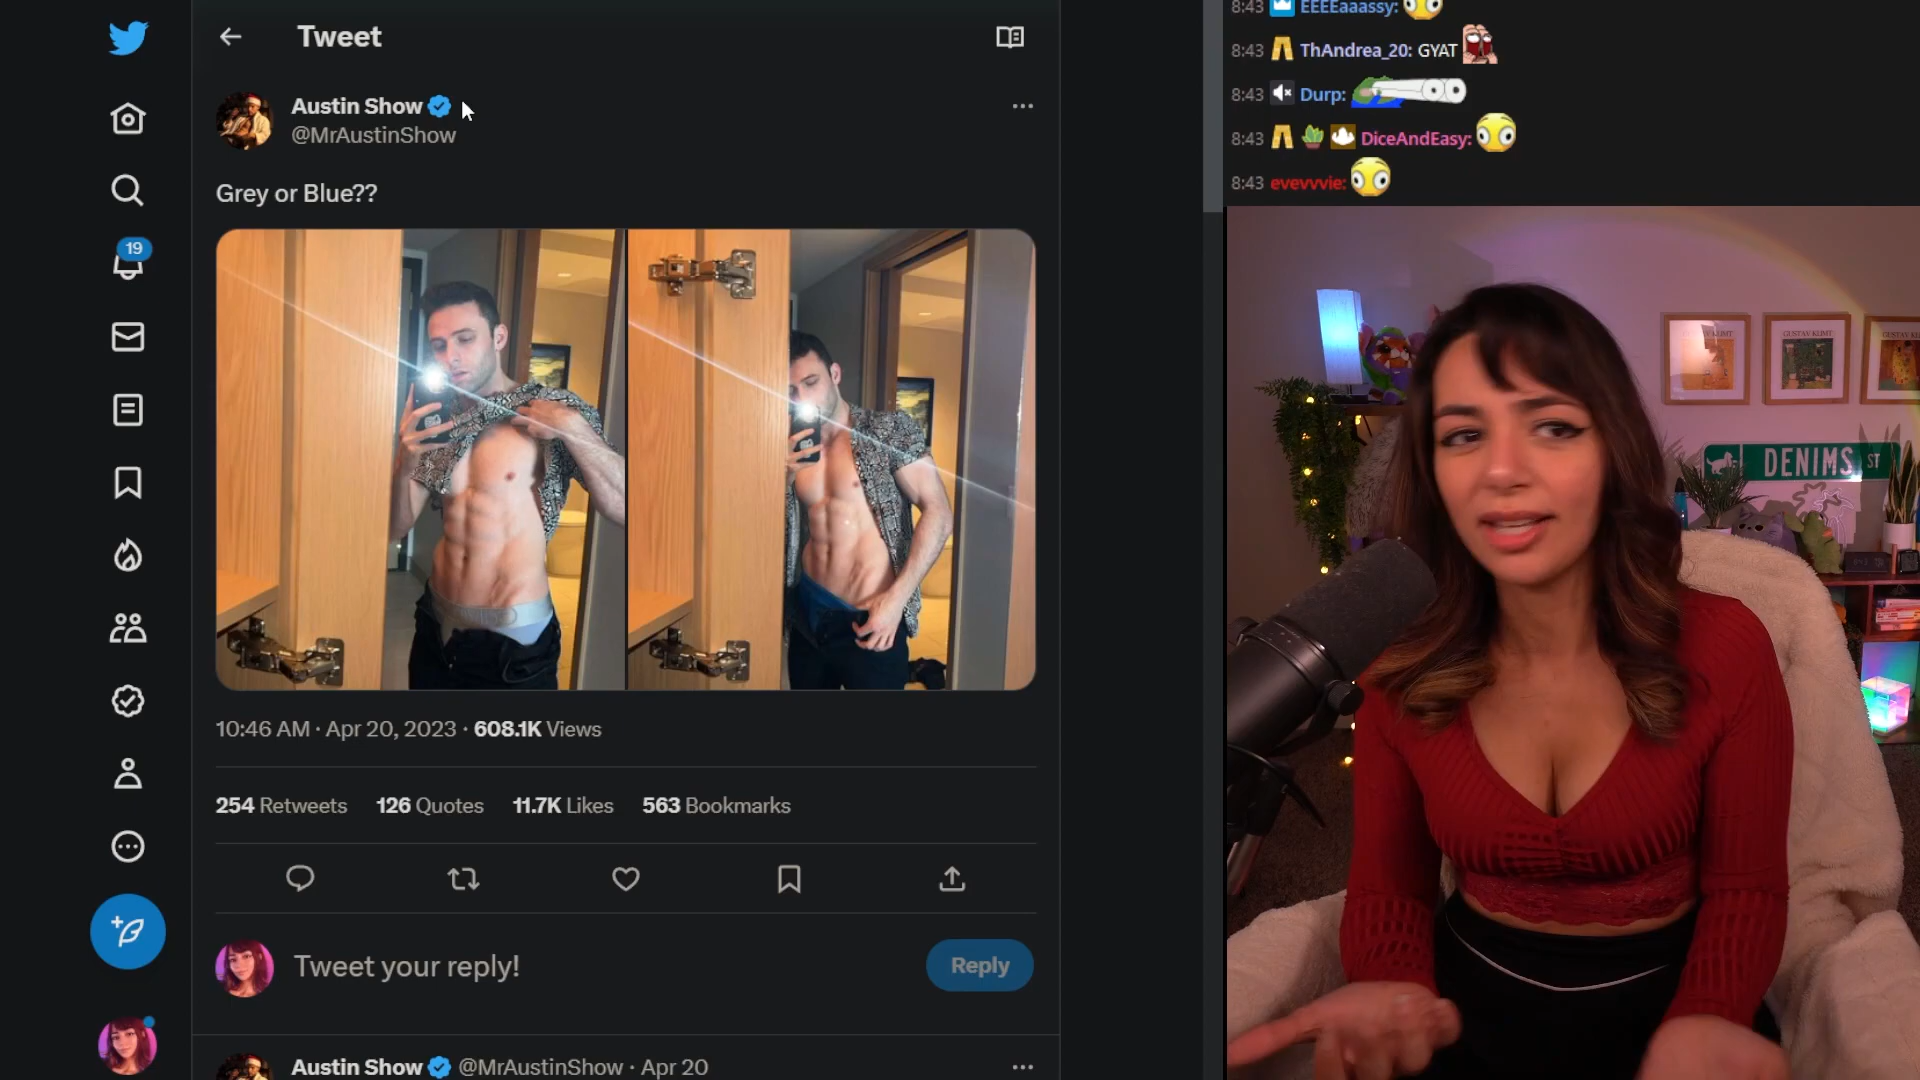 Tweet
Austin Show
@MrAustinShow
Grey or Blue??
19
10:46 AM · Apr 20, 2023 · 608.1K Views
254 Retweets 126 Quotes 11.7K Likes 563 Bookmarks
Tweet your reply!
Reply
Austin Show @MrAustinShow · Apr 20
8:43 EEEEaaassy:
8:43 ThAndrea_20: GYAT
8:43 Durp:
8:43 DiceAndEasy:
8:43 evevvvie:
GUSTAV KLIMT
DENIMS ST